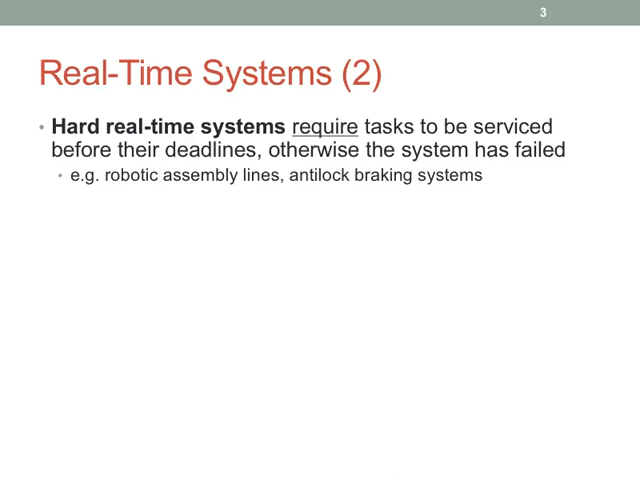 3
Real-Time Systems (2)
• Hard real-time systems require tasks to be serviced
before their deadlines, otherwise the system has failed
• e.g. robotic assembly lines, antilock braking systems